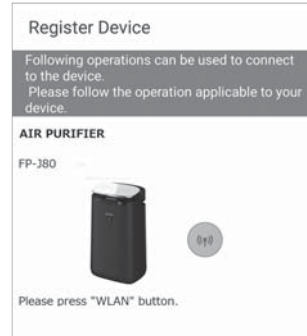 Register Device
Following operations can be used to connect
to the device.
Please follow the operation applicable to your
device.
AIR PURIFIER
FP-J80
Please press "WLAN" button.